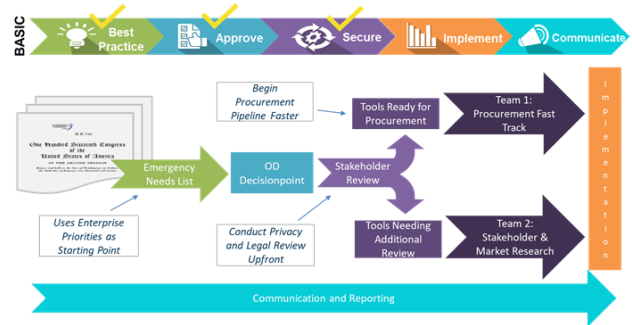 BASIC
Best
Practice
Approve
Secure
Implement
Communicate
One Hundred Sixteenth Congress
of the
United States of America
Begin
Procurement
Pipeline Faster
Tools Ready for
Procurement
Team 1:
Procurement Fast
Track
Emergency
Needs List
OD
Decisionpoint
Stakeholder
Review
Uses Enterprise
Priorities as
Starting Point
Conduct Privacy
and Legal Review
Upfront
Tools Needing
Additional
Review
Team 2:
Stakeholder &
Market Research
Implementation
Communication and Reporting